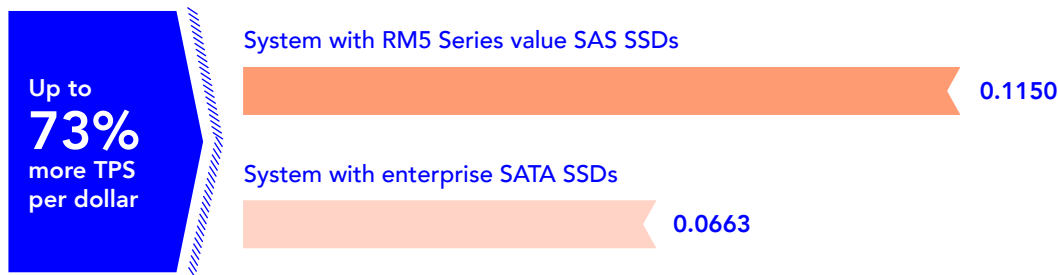 Up to
73%
more TPS
per dollar
System with RM5 Series value SAS SSDs
0.1150
System with enterprise SATA SSDs
0.0663